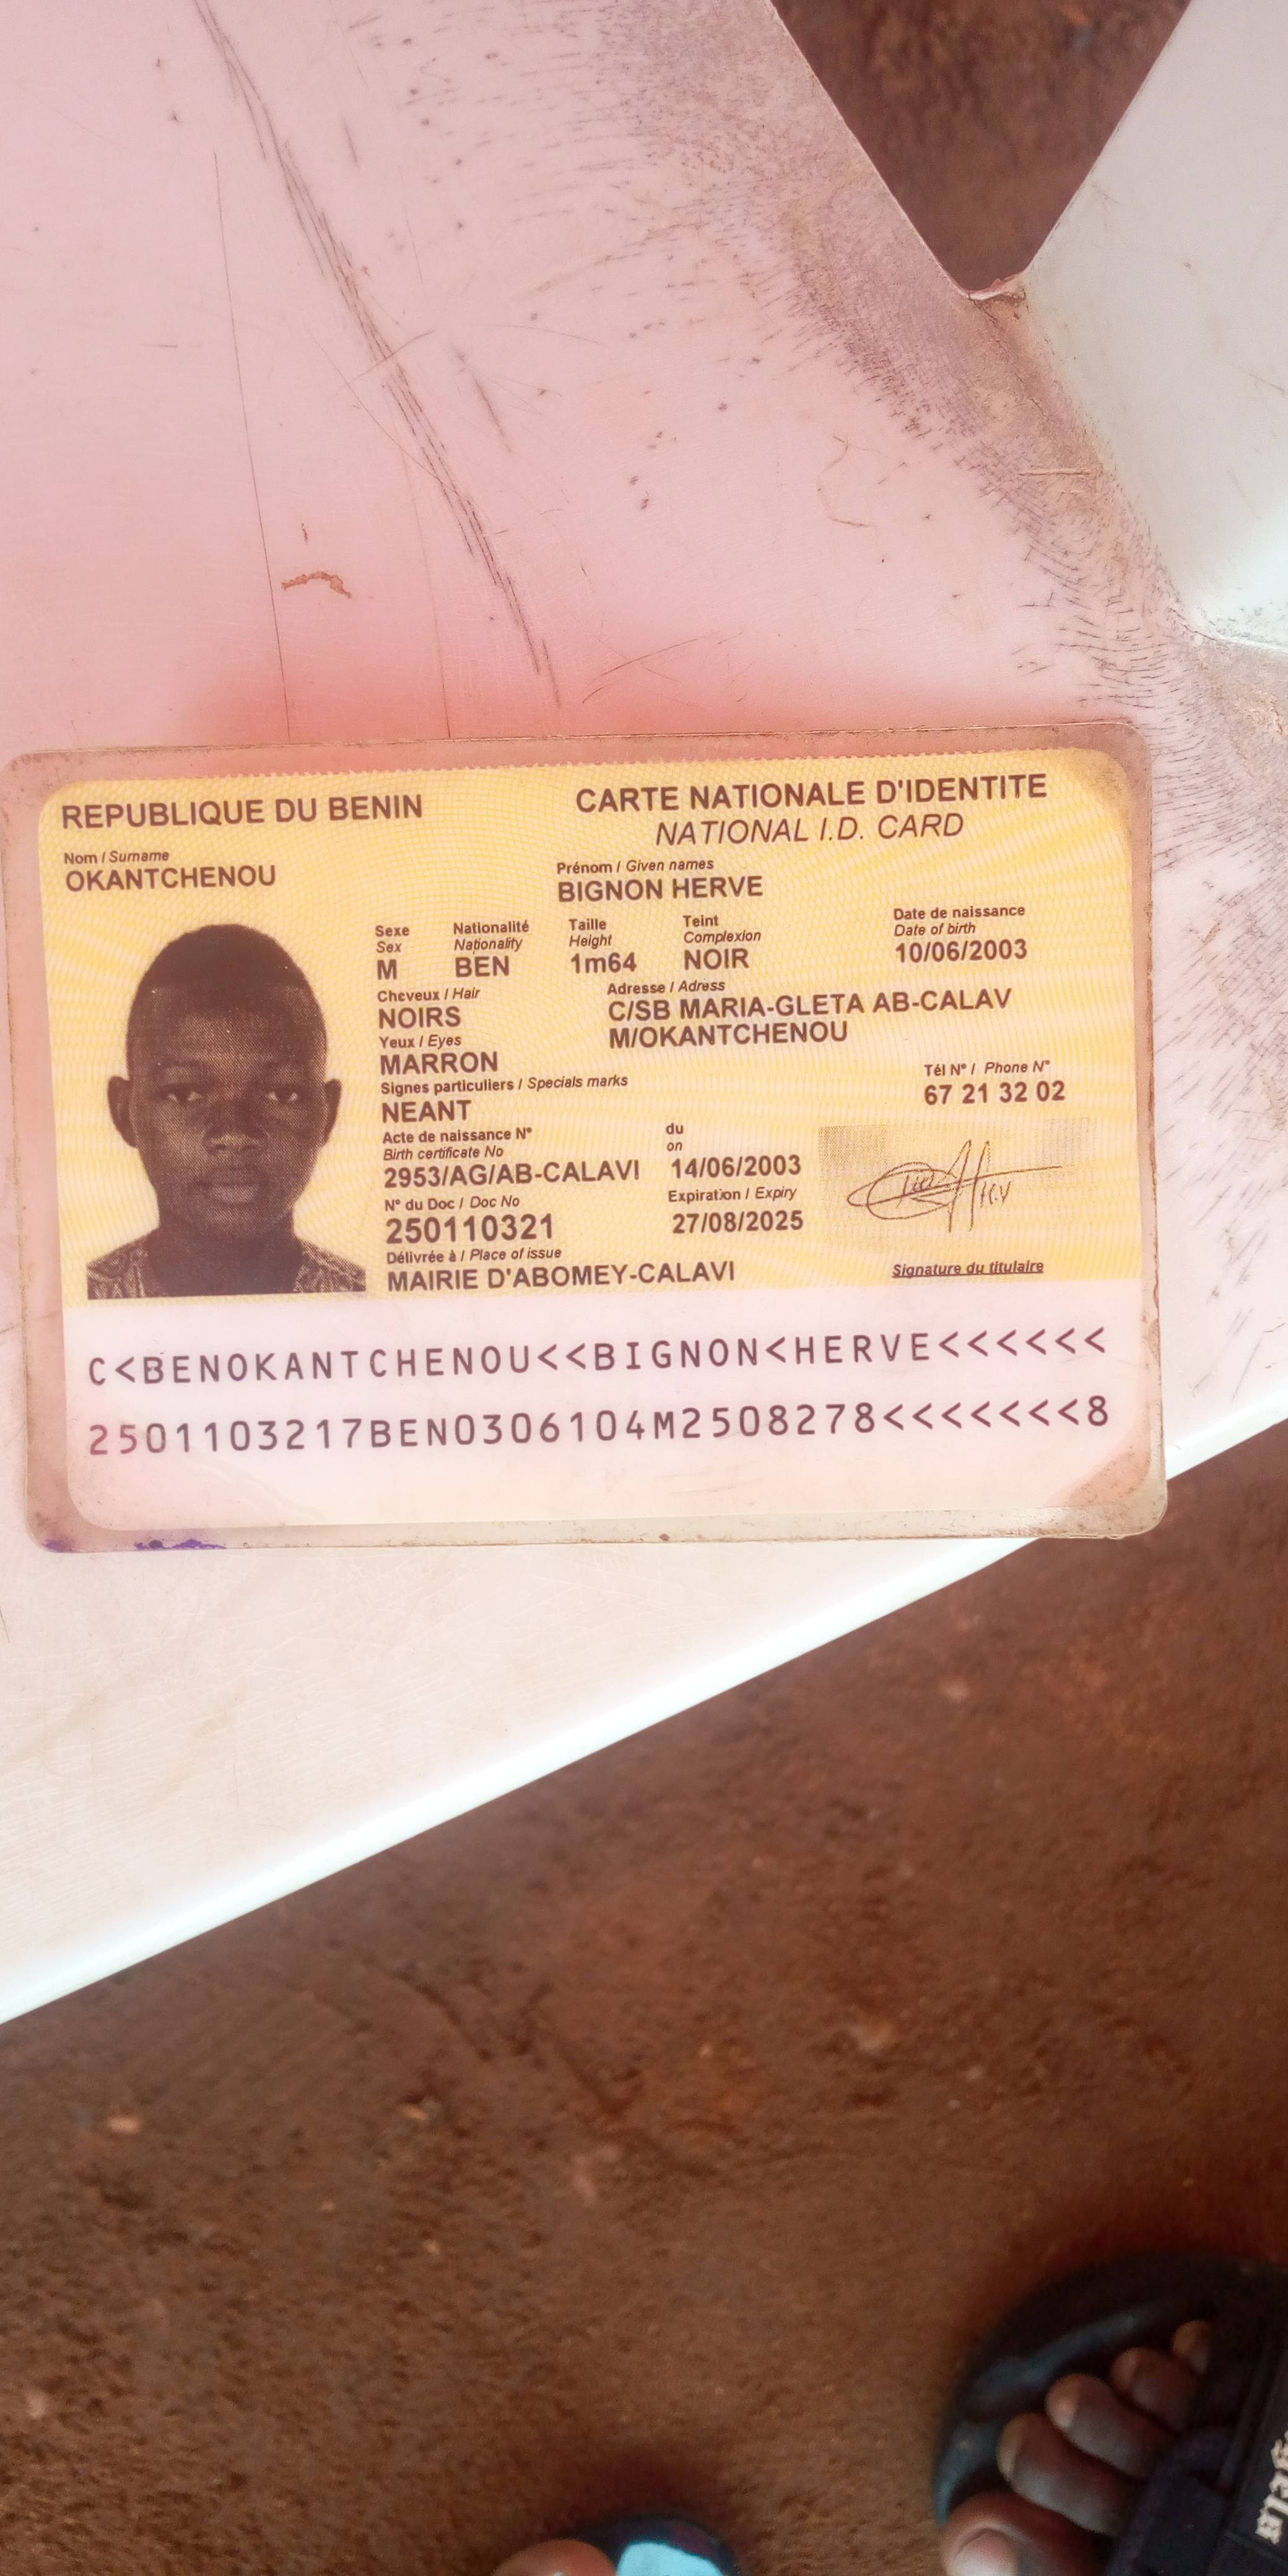 REPUBLIQUE DU BENIN
CARTE NATIONALE D'IDENTITE
NATIONAL I.D. CARD
Nom / Surname
OKANTCHENOU
Prénom / Given names
BIGNON HERVE
Sexe Nationalité Taille Teint Date de naissance
Sex Nationality Height Complexion Date of birth
M BEN 1m64 NOIR 10/06/2003
Cheveux / Hair Adresse / Adress
NOIRS C/SB MARIA-GLETA AB-CALAV
Yeux / Eyes M/OKANTCHENOU
MARRON
Signes particuliers / Specials marks Tél N° / Phone N°
NEANT 67 21 32 02
Acte de naissance N° du
Birth certificate No on
2953/AG/AB-CALAVI 14/06/2003
N° du Doc / Doc No Expiration / Expiry
250110321 27/08/2025
Délivrée à / Place of issue
MAIRIE D'ABOMEY-CALAVI
Signature du titulaire
C<BENOKANTCHENOU<<BIGNON<HERVE<<<<<<
2501103217BEN0306104M2508278<<<<<<<8